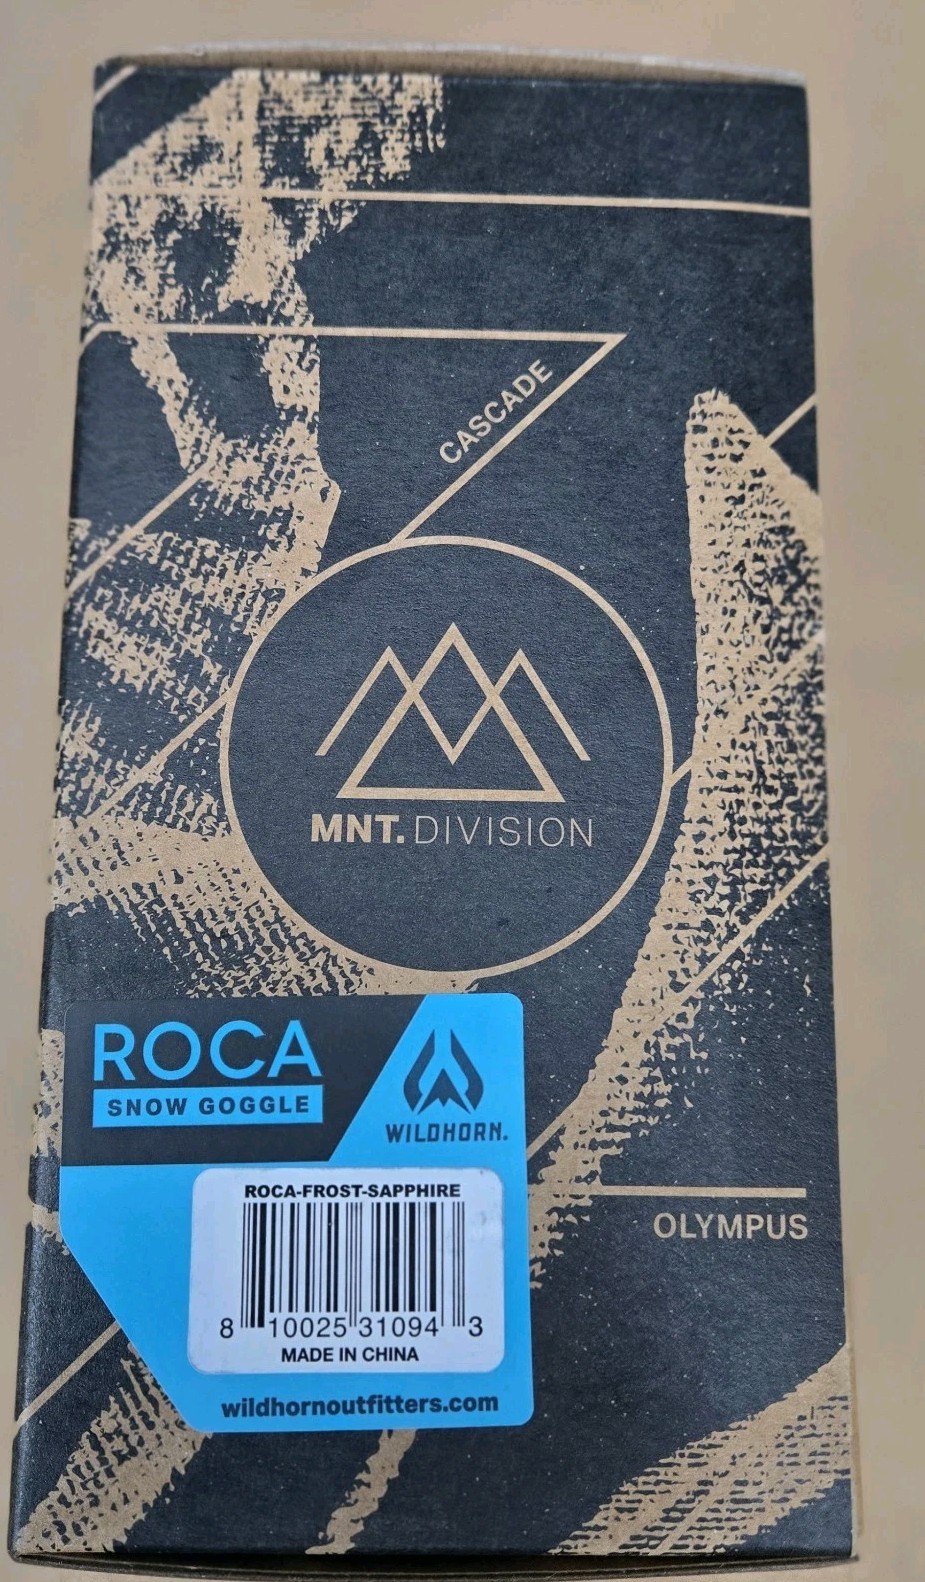 CASCADE
MNT. DIVISION
ROCA
SNOW GOGGLE
WILDHORN.
ROCA-FROST-SAPPHIRE
8 10025 31094 3
MADE IN CHINA
wildhornoutfitters.com
OLYMPUS